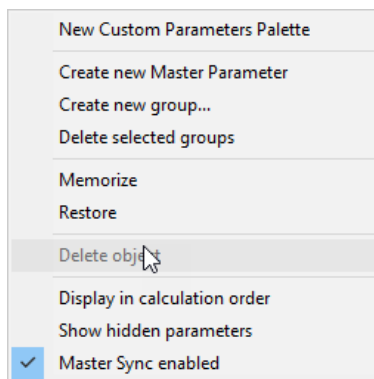 New Custom Parameters Palette
Create new Master Parameter
Create new group...
Delete selected groups
Memorize
Restore
Delete object
Display in calculation order
Show hidden parameters
Master Sync enabled